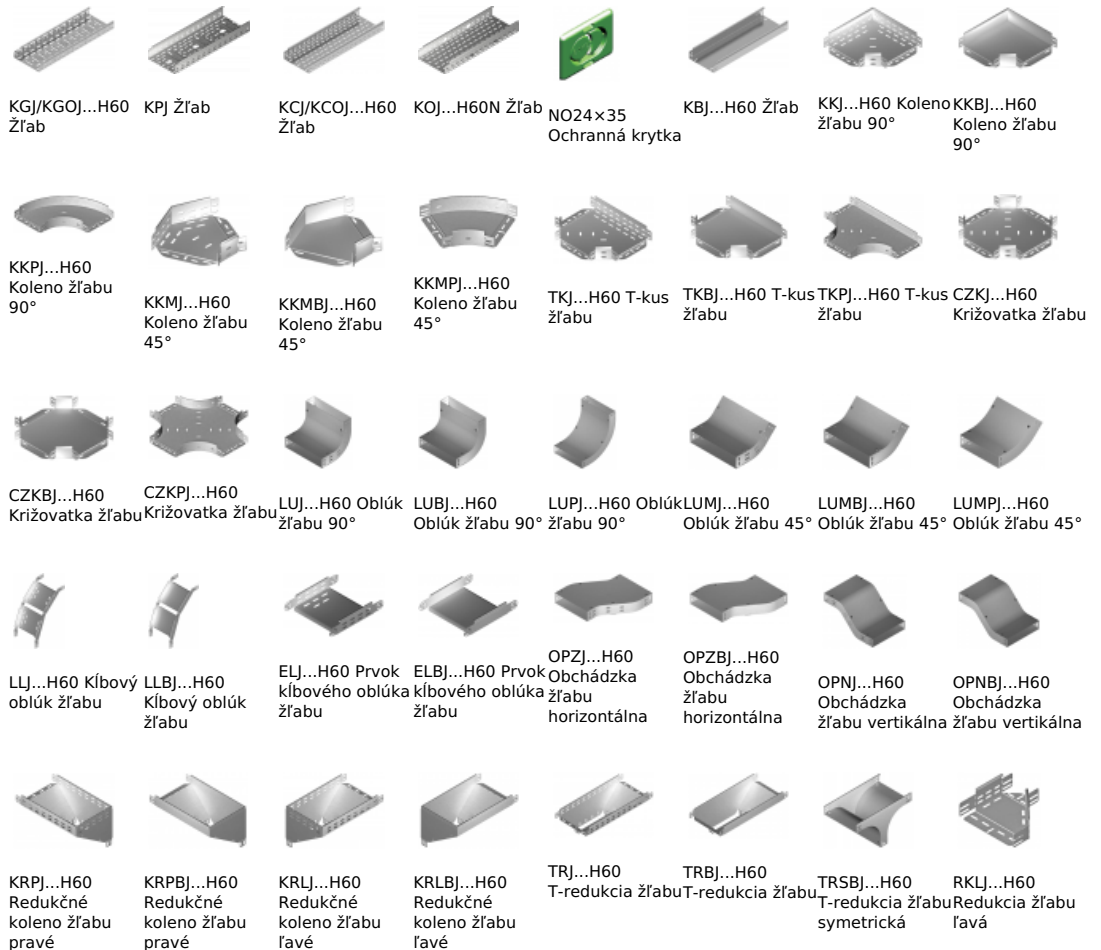 KGJ/KGOJ...H60
Žľab
KPJ Žľab
KCJ/KCOJ...H60
Žľab
KOJ...H60N Žľab
NO24×35
Ochranná krytka
KBJ...H60 Žľab
KKJ...H60 Koleno
žľabu 90°
KKBJ...H60
Koleno žľabu
90°
KKPJ...H60
Koleno žľabu
90°
KKMJ...H60
Koleno žľabu
45°
KKMBJ...H60
Koleno žľabu
45°
KKMPJ...H60
Koleno žľabu
45°
TKJ...H60 T-kus
žľabu
TKBJ...H60 T-kus
žľabu
TKPJ...H60 T-kus
žľabu
CZKJ...H60
Križovatka žľabu
CZKBJ...H60
Križovatka žľabu
CZKPJ...H60
Križovatka žľabu
LUJ...H60 Oblúk
žľabu 90°
LUBJ...H60
Oblúk žľabu 90°
LUPJ...H60 Oblúk
žľabu 90°
LUMJ...H60
Oblúk žľabu 45°
LUMBJ...H60
Oblúk žľabu 45°
LUMPJ...H60
Oblúk žľabu 45°
LLJ...H60 Kĺbový
oblúk žľabu
LLBJ...H60
Kĺbový oblúk
žľabu
ELJ...H60 Prvok
kĺbového oblúka
žľabu
ELBJ...H60 Prvok
kĺbového oblúka
žľabu
OPZJ...H60
Obchádzka
žľabu
horizontálna
OPZBJ...H60
Obchádzka
žľabu
horizontálna
OPNJ...H60
Obchádzka
žľabu vertikálna
OPNBJ...H60
Obchádzka
žľabu vertikálna
KRPJ...H60
Redukčné
koleno žľabu
pravé
KRPBJ...H60
Redukčné
koleno žľabu
pravé
KRLJ...H60
Redukčné
koleno žľabu
ľavé
KRLBJ...H60
Redukčné
koleno žľabu
ľavé
TRJ...H60
T-redukcia žľabu
TRBJ...H60
T-redukcia žľabu
TRSBJ...H60
T-redukcia žľabu
symetrická
RKLJ...H60
Redukcia žľabu
ľavá